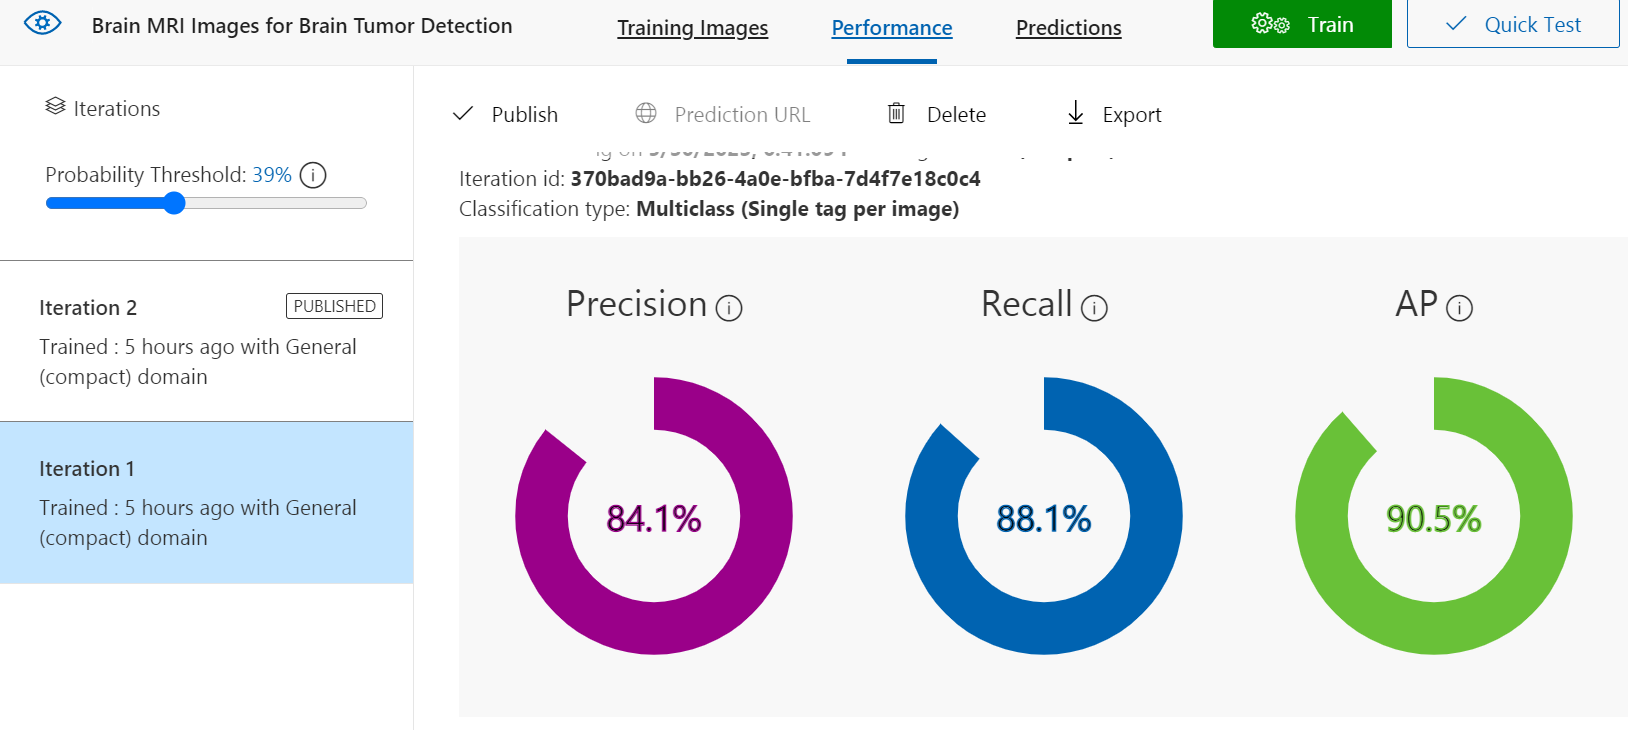 Brain MRI Images for Brain Tumor Detection
Training Images
Performance
Predictions
Train
Quick Test
Iterations
Probability Threshold: 39%
Iteration 2
PUBLISHED
Trained : 5 hours ago with General
(compact) domain
Iteration 1
Trained : 5 hours ago with General
(compact) domain
Publish
Prediction URL
Delete
Export
Iteration id: 370bad9a-bb26-4a0e-bfba-7d4f7e18c0c4
Classification type: Multiclass (Single tag per image)
Precision
Recall
AP
84.1%
88.1%
90.5%